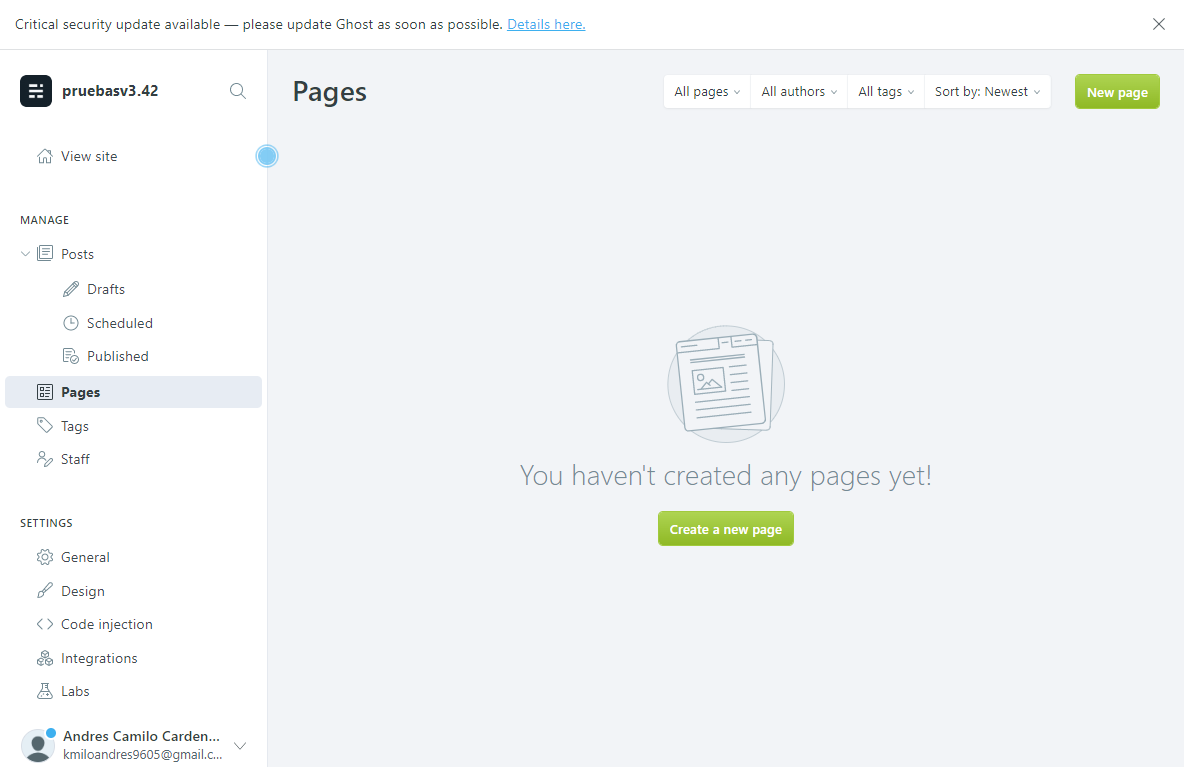 Critical security update available — please update Ghost as soon as possible. Details here.
pruebasv3.42
View site
MANAGE
Posts
Drafts
Scheduled
Published
Pages
Tags
Staff
SETTINGS
General
Design
Code injection
Integrations
Labs
Andres Camilo Carden...
kmiloandres9605@gmail.c...
Pages
All pages
All authors
All tags
Sort by: Newest
New page
You haven't created any pages yet!
Create a new page